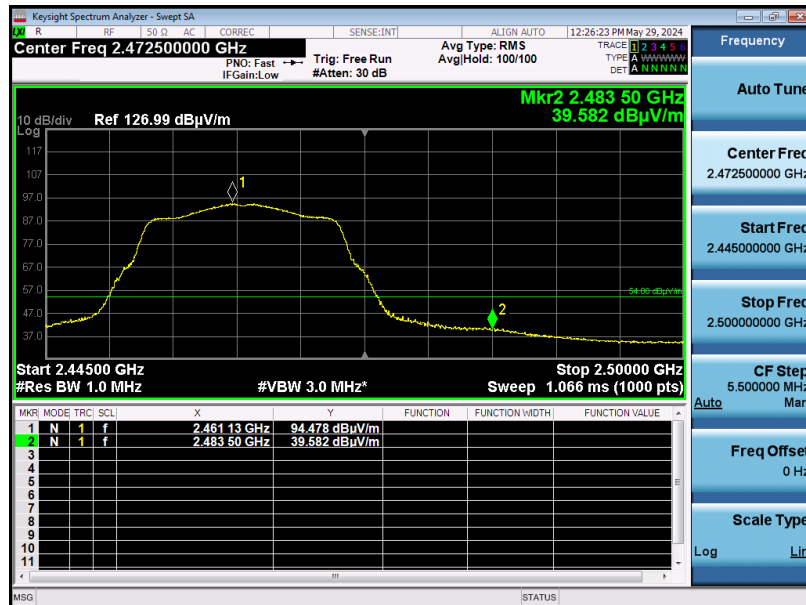 Keysight Spectrum Analyzer - Swept SA
LXI R RF 50 Ω AC CORREC SENSE:INT ALIGN AUTO 12:26:23 PM May 29, 2024
Center Freq 2.472500000 GHz
PNO: Fast
IFGain:Low
Trig: Free Run
#Atten: 30 dB
Avg Type: RMS
Avg|Hold: 100/100
TRACE 1 2 3 4 5 6
TYPE A W W W W W
DET A N N N N N
Mkr2 2.483 50 GHz
39.582 dBµV/m
10 dB/div Ref 126.99 dBµV/m
Log
117
107
97.0
87.0
77.0
67.0
57.0
47.0
37.0
1
2
54.00 dBµV/m
Start 2.44500 GHz Stop 2.50000 GHz
#Res BW 1.0 MHz #VBW 3.0 MHz* Sweep 1.066 ms (1000 pts)
MKR MODE TRC SCL X Y FUNCTION FUNCTION WIDTH FUNCTION VALUE
1 N 1 f 2.461 13 GHz 94.478 dBµV/m
2 N 1 f 2.483 50 GHz 39.582 dBµV/m
3
4
5
6
7
8
9
10
11
MSG STATUS
Frequency
Auto Tune
Center Freq
2.472500000 GHz
Start Freq
2.445000000 GHz
Stop Freq
2.500000000 GHz
CF Step
5.500000 MHz
Auto Man
Freq Offset
0 Hz
Scale Type
Log Lin